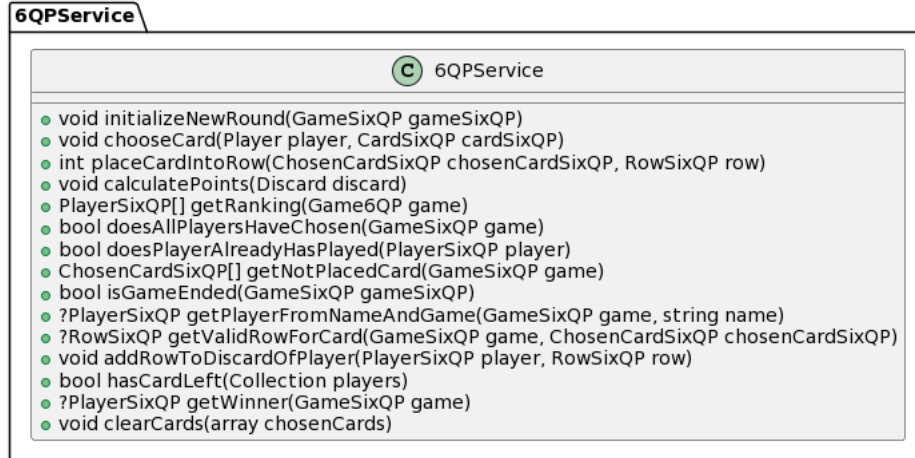 6QPService
C 6QPService
void initializeNewRound(GameSixQP gameSixQP)
void chooseCard(Player player, CardSixQP cardSixQP)
int placeCardIntoRow(ChosenCardSixQP chosenCardSixQP, RowSixQP row)
void calculatePoints(Discard discard)
PlayerSixQP[] getRanking(Game6QP game)
bool doesAllPlayersHaveChosen(GameSixQP game)
bool doesPlayerAlreadyHasPlayed(PlayerSixQP player)
ChosenCardSixQP[] getNotPlacedCard(GameSixQP game)
bool isGameEnded(GameSixQP gameSixQP)
?PlayerSixQP getPlayerFromNameAndGame(GameSixQP game, string name)
?RowSixQP getValidRowForCard(GameSixQP game, ChosenCardSixQP chosenCardSixQP)
void addRowToDiscardOfPlayer(PlayerSixQP player, RowSixQP row)
bool hasCardLeft(Collection players)
?PlayerSixQP getWinner(GameSixQP game)
void clearCards(array chosenCards)